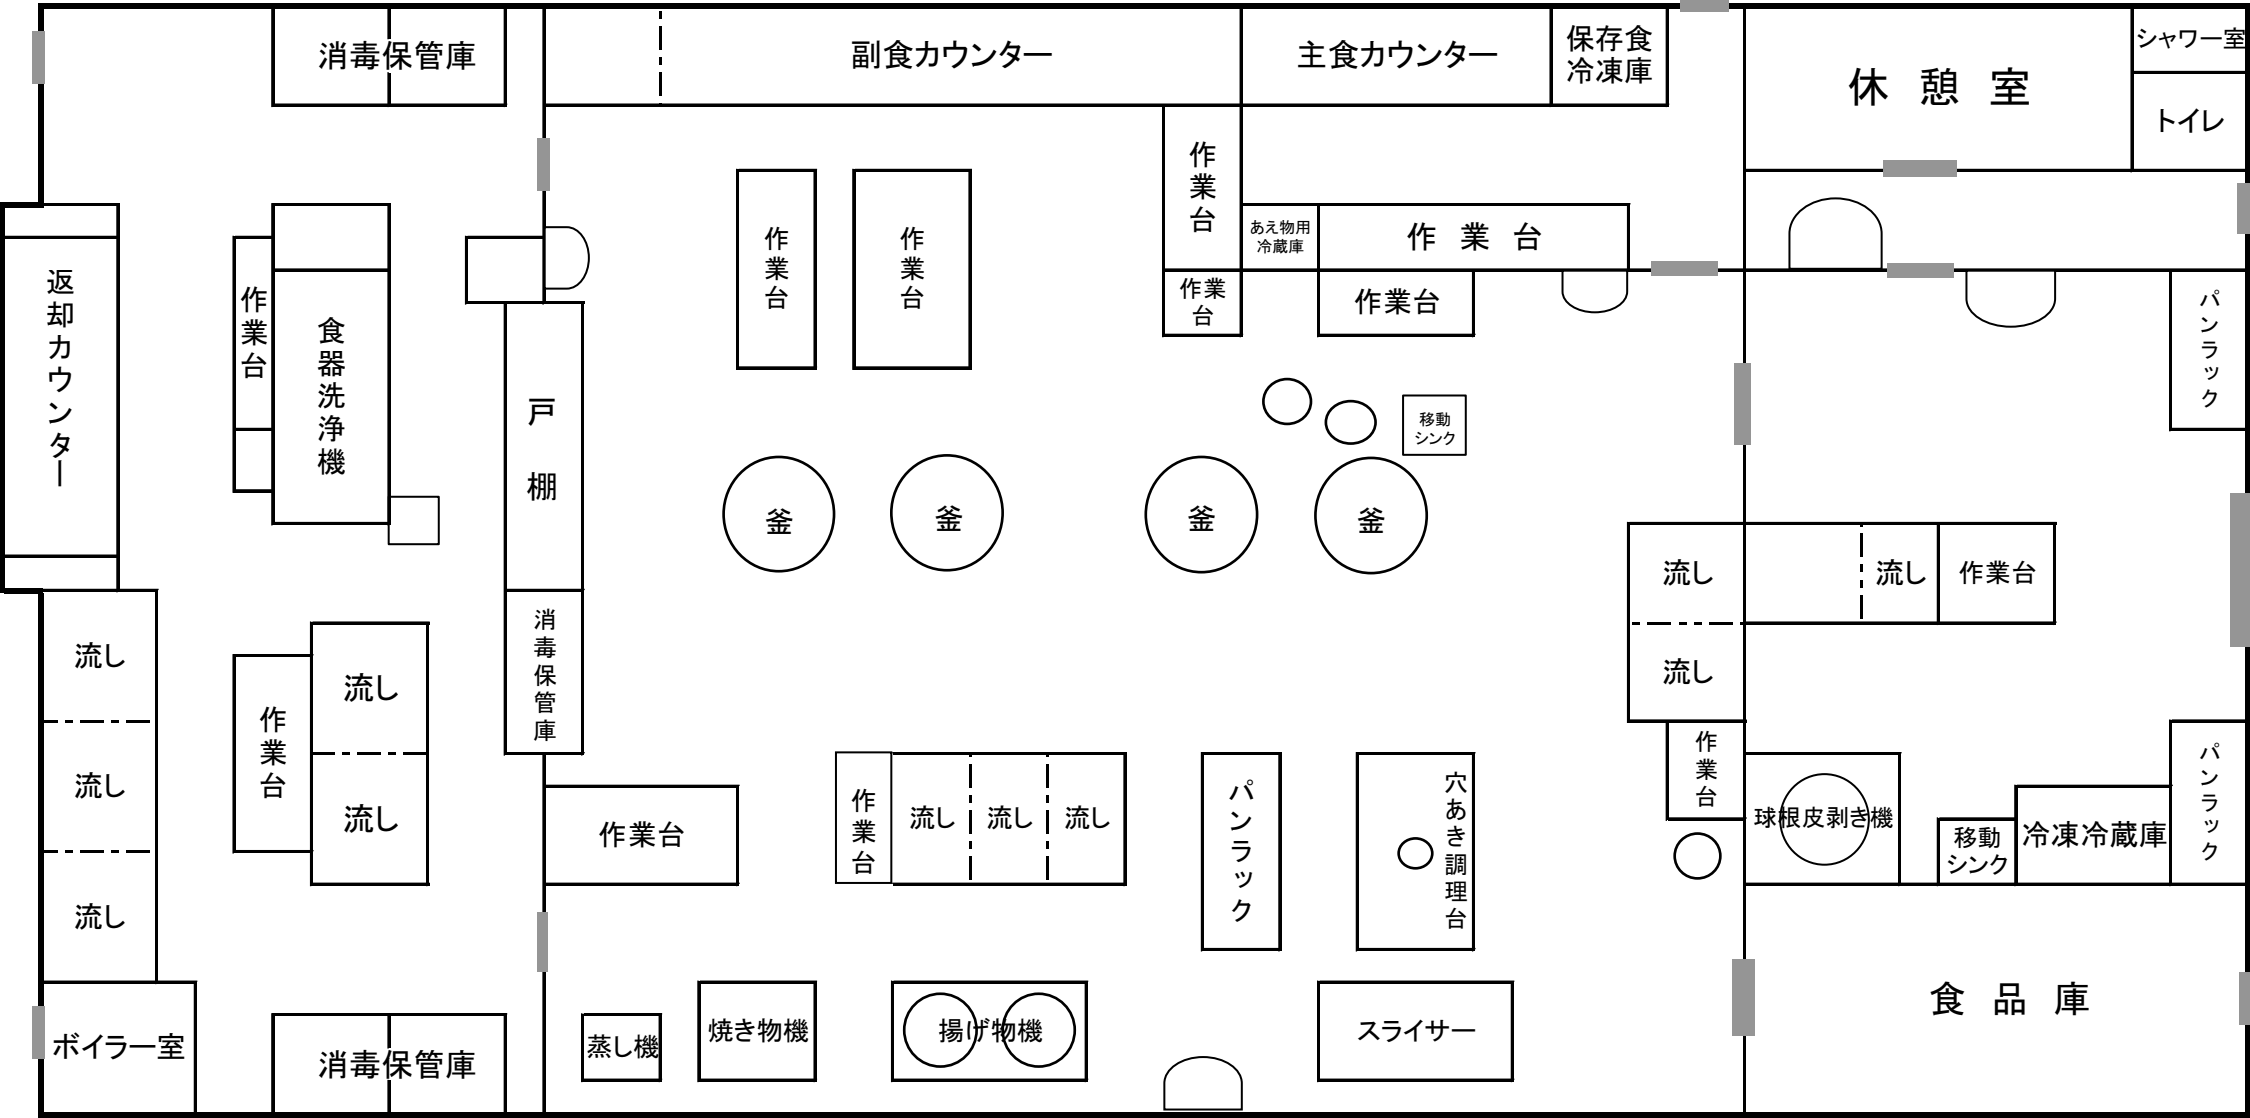 消毒保管庫
副食カウンター
主食カウンター
保存食
冷凍庫
休憩室
シャワー室
トイレ
作業台
あえ物用
冷蔵庫
作業台
作業
台
作業台
作業台
作業台
返却カウンター
作業台
食器洗浄機
戸棚
パンラック
移動
シンク
釜
釜
釜
釜
流し
流し
流し
作業台
消毒保管庫
流し
流し
流し
作業台
流し
流し
作業台
作業台
流し
流し
流し
パンラック
穴あき調理台
作業台
球根皮剥き機
移動
シンク
冷凍冷蔵庫
パンラック
ボイラー室
消毒保管庫
蒸し機
焼き物機
揚げ物機
スライサー
食品庫